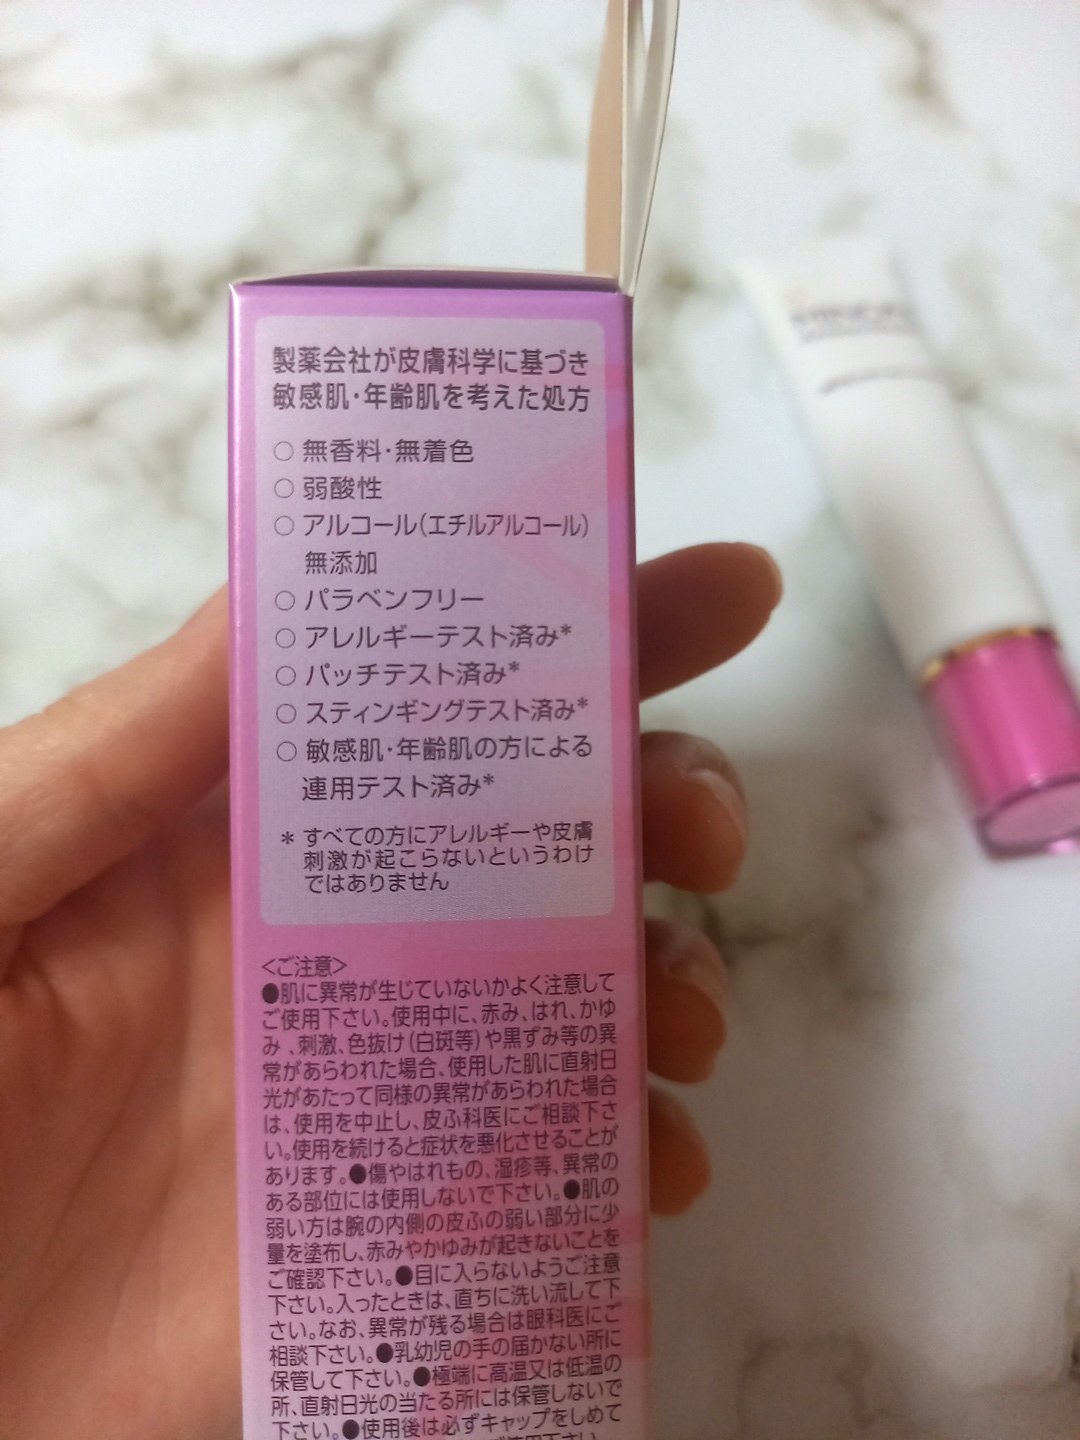 製薬会社が皮膚科学に基づき
敏感肌・年齢肌を考えた処方
○ 無香料・無着色
○ 弱酸性
○ アルコール(エチルアルコール)
無添加
○ パラベンフリー
○ アレルギーテスト済み*
○ パッチテスト済み*
○ スティンギングテスト済み*
○ 敏感肌・年齢肌の方による
連用テスト済み*
* すべての方にアレルギーや皮膚
刺激が起こらないというわけ
ではありません
<ご注意>
●肌に異常が生じていないかよく注意して
ご使用下さい。使用中に、赤み、はれ、かゆ
み、刺激、色抜け(白斑等)や黒ずみ等の異
常があらわれた場合、使用した肌に直射日
光があたって同様の異常があらわれた場合
は、使用を中止し、皮ふ科医にご相談下さ
い。使用を続けると症状を悪化させることが
あります。●傷やはれもの、湿疹等、異常の
ある部位には使用しないで下さい。●肌の
弱い方は腕の内側の皮ふの弱い部分に少
量を塗布し、赤みやかゆみが起きないことを
ご確認下さい。●目に入らないようご注意
下さい。入ったときは、直ちに洗い流して下
さい。なお、異常が残る場合は眼科医にご
相談下さい。●乳幼児の手の届かない所に
保管して下さい。●極端に高温又は低温の
所、直射日光の当たる所には保管しないで
下さい。●使用後は必ずキャップをしめて